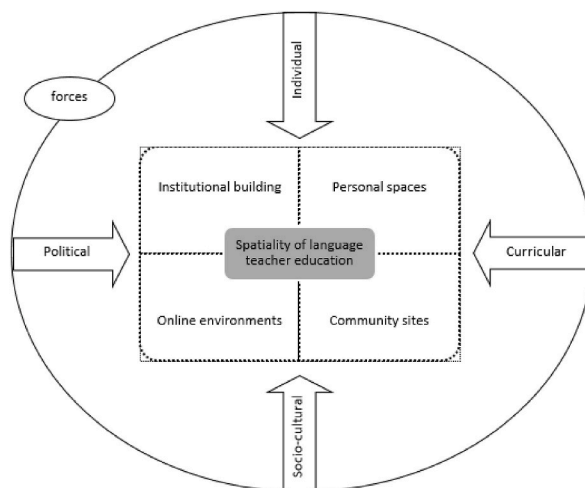 Individual
forces
Institutional building
Personal spaces
Spatiality of language
teacher education
Political
Curricular
Online environments
Community sites
Socio-cultural